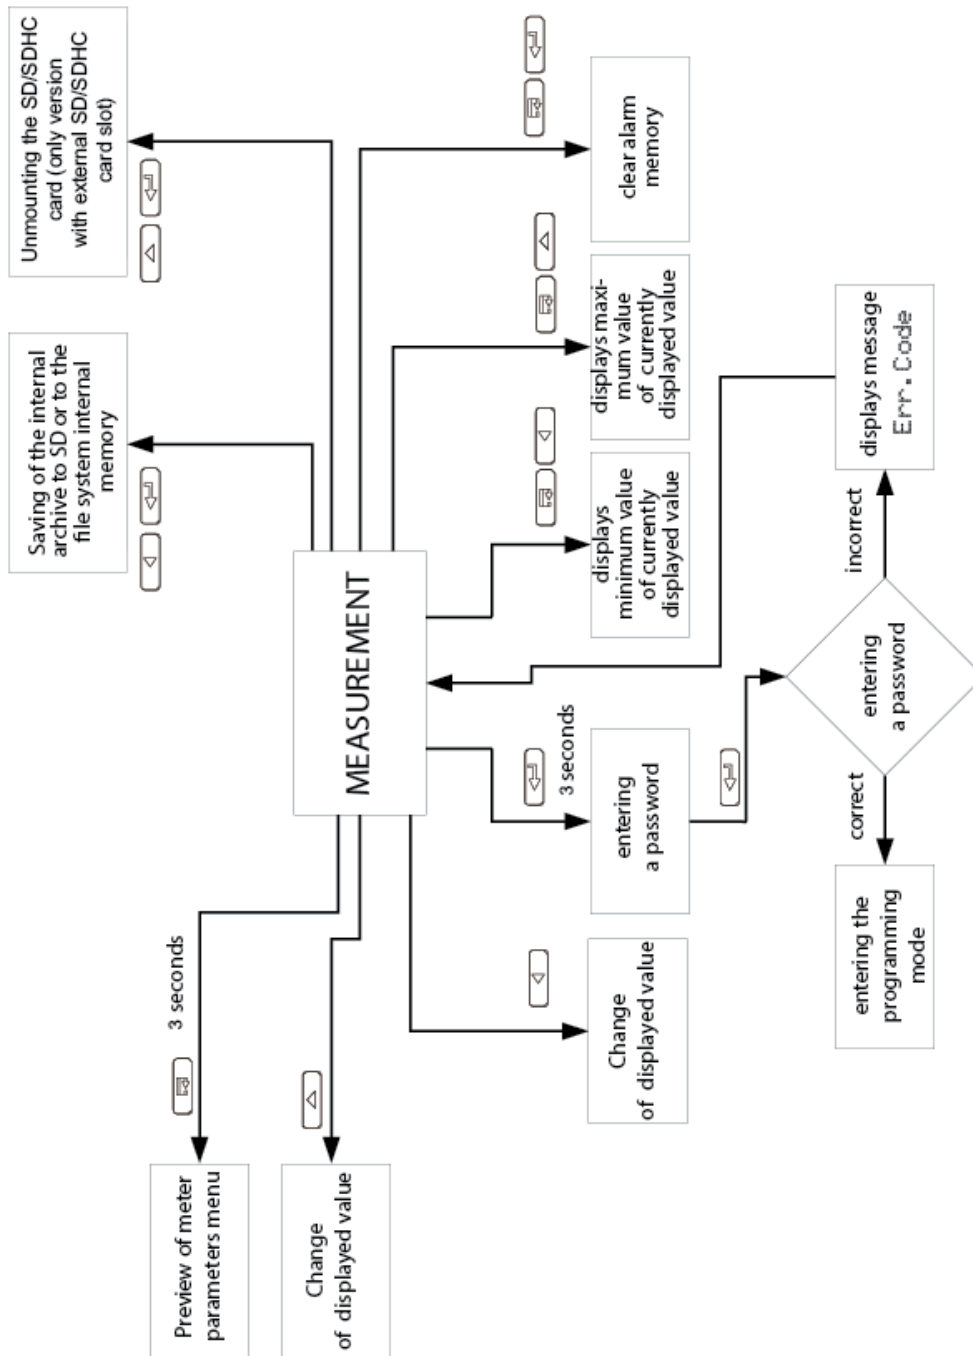 Preview of meter
parameters menu
3 seconds
Change
of displayed value
MEASUREMENT
Saving of the internal
archive to SD or to the
file system internal
memory
Unmounting the SD/SDHC
card (only version
with external SD/SDHC
card slot)
Change
of displayed value
3 seconds
entering
a password
displays
minimum value
of currently
displayed value
displays maxi-
mum value
of currently
displayed value
clear alarm
memory
entering the
programming
mode
correct
entering
a password
incorrect
displays message
Err.Code